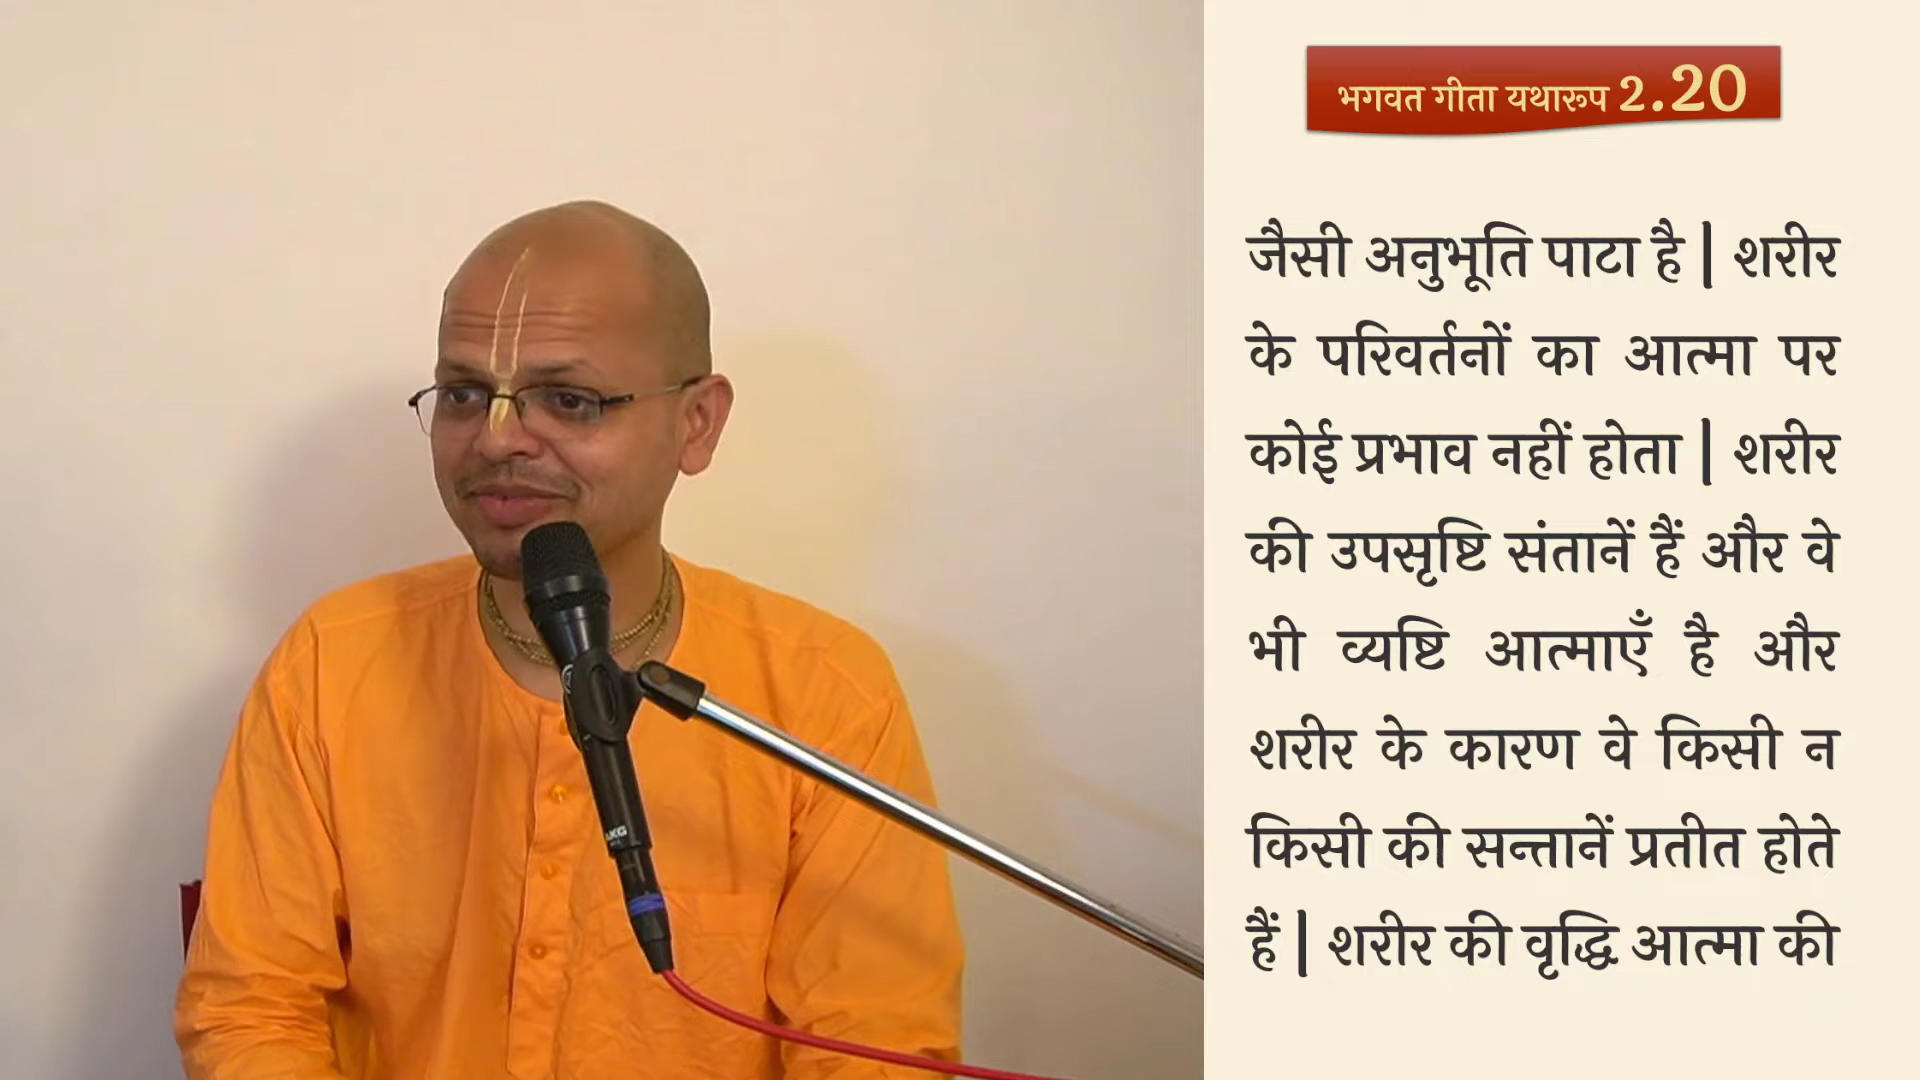 भगवत गीता यथारूप 2.20
जैसी अनुभूति पाटा है | शरीर
के परिवर्तनों का आत्मा पर
कोई प्रभाव नहीं होता | शरीर
की उपसृष्टि संतानें हैं और वे
भी व्यष्टि आत्माएँ है और
शरीर के कारण वे किसी न
किसी की सन्तानें प्रतीत होते
हैं | शरीर की वृद्धि आत्मा की
AKG